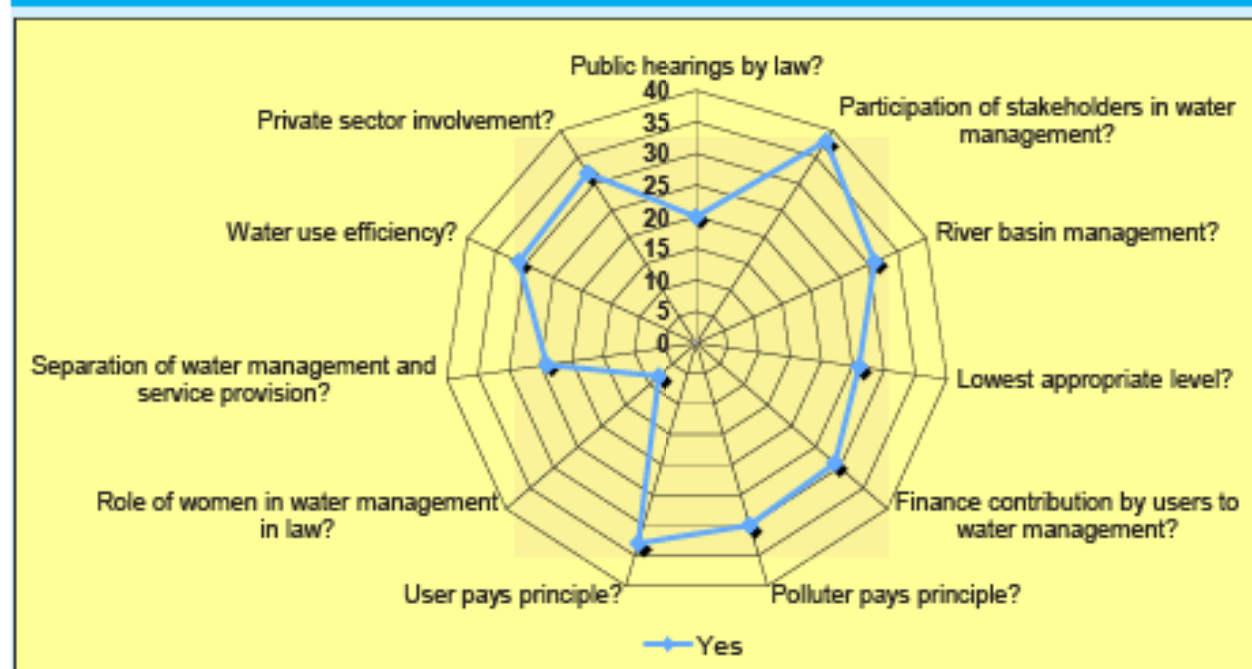 Public hearings by law?
Participation of stakeholders in water
management?
River basin management?
Lowest appropriate level?
Finance contribution by users to
water management?
Polluter pays principle?
User pays principle?
Role of women in water management
in law?
Separation of water management and
service provision?
Water use efficiency?
Private sector involvement?
40
35
30
25
20
15
10
5
0
Yes